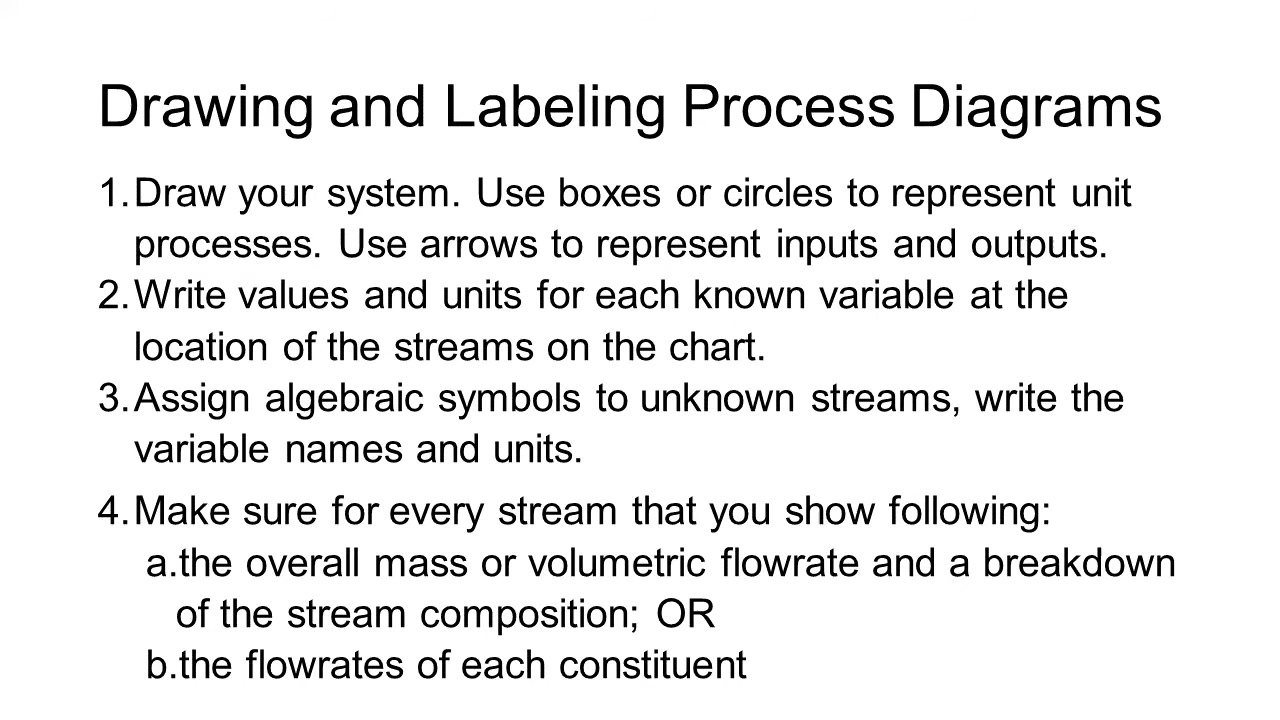 Drawing and Labeling Process Diagrams
1. Draw your system. Use boxes or circles to represent unit
processes. Use arrows to represent inputs and outputs.
2. Write values and units for each known variable at the
location of the streams on the chart.
3. Assign algebraic symbols to unknown streams, write the
variable names and units.
4. Make sure for every stream that you show following:
a. the overall mass or volumetric flowrate and a breakdown
of the stream composition; OR
b. the flowrates of each constituent